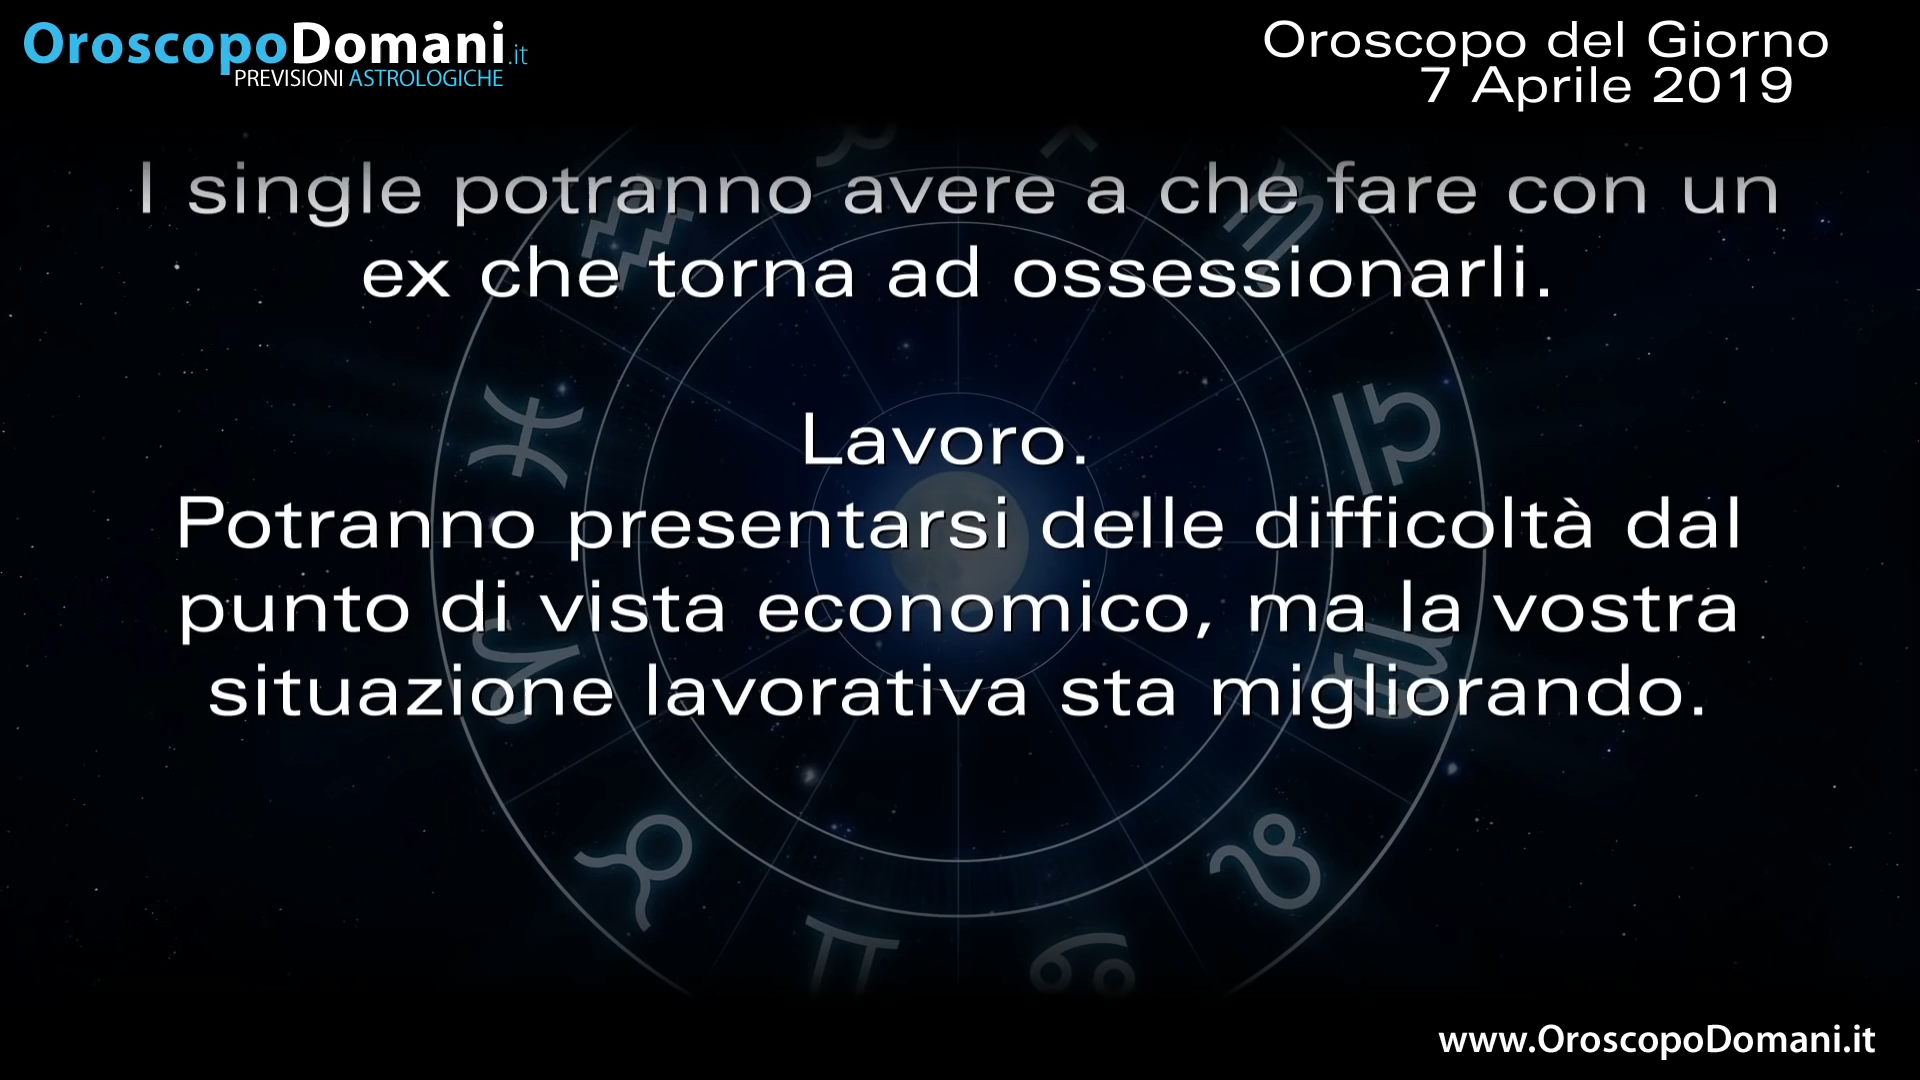 OroscopoDomani.it
PREVISIONI ASTROLOGICHE
Oroscopo del Giorno
7 Aprile 2019
I single potranno avere a che fare con un
ex che torna ad ossessionarli.
Lavoro.
Potranno presentarsi delle difficoltà dal
punto di vista economico, ma la vostra
situazione lavorativa sta migliorando.
www.OroscopoDomani.it